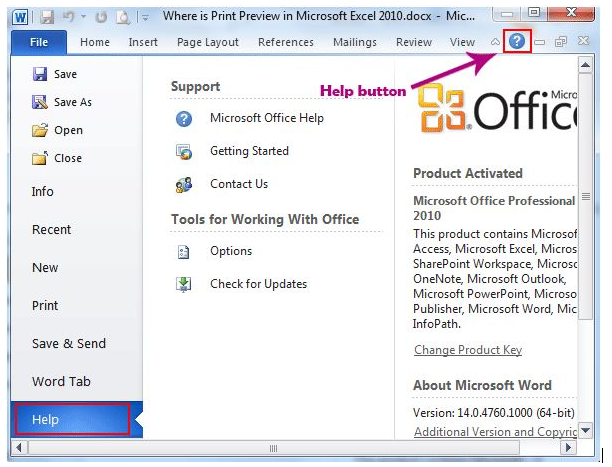 Where is Print Preview in Microsoft Excel 2010.docx - Mic...
File Home Insert Page Layout References Mailings Review View
Help button
Save
Save As
Open
Close
Info
Recent
New
Print
Save & Send
Word Tab
Help
Support
Microsoft Office Help
Getting Started
Contact Us
Tools for Working With Office
Options
Check for Updates
Micro
Office
Product Activated
Microsoft Office Professional
2010
This product contains Microsof
Access, Microsoft Excel, Micros
SharePoint Workspace, Microso
OneNote, Microsoft Outlook,
Microsoft PowerPoint, Microso
Publisher, Microsoft Word, Mic
InfoPath.
Change Product Key
About Microsoft Word
Version: 14.0.4760.1000 (64-bit)
Additional Version and Copyrig